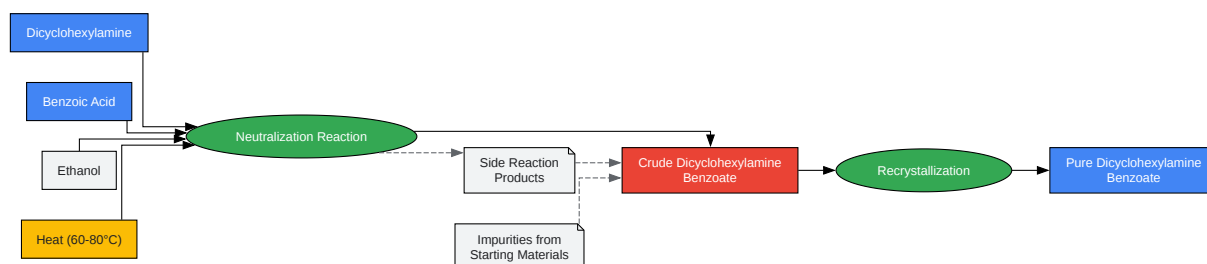 Dicyclohexylamine
Benzoic Acid
Ethanol
Heat (60-80°C)
Neutralization Reaction
Side Reaction
Products
Impurities from
Starting Materials
Crude Dicyclohexylamine
Benzoate
Recrystallization
Pure Dicyclohexylamine
Benzoate